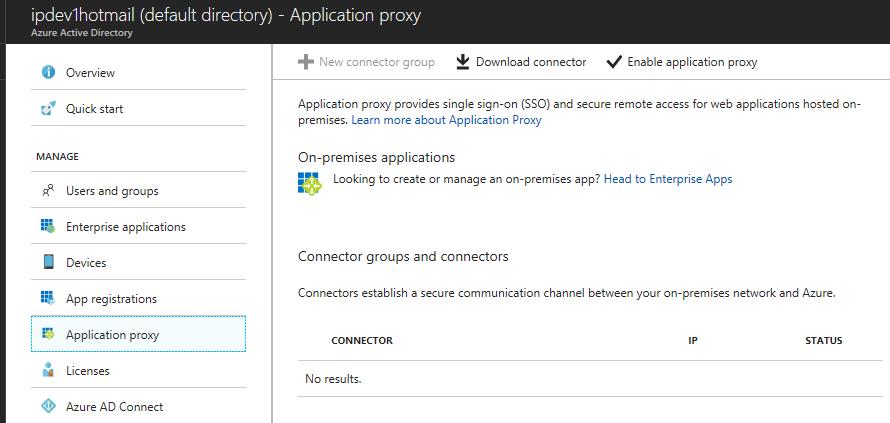 ipdev1hotmail (default directory) - Application proxy
Azure Active Directory
Overview
Quick start
MANAGE
Users and groups
Enterprise applications
Devices
App registrations
Application proxy
Licenses
Azure AD Connect
New connector group Download connector Enable application proxy
Application proxy provides single sign-on (SSO) and secure remote access for web applications hosted on-
premises. Learn more about Application Proxy
On-premises applications
Looking to create or manage an on-premises app? Head to Enterprise Apps
Connector groups and connectors
Connectors establish a secure communication channel between your on-premises network and Azure.
CONNECTOR IP STATUS
No results.